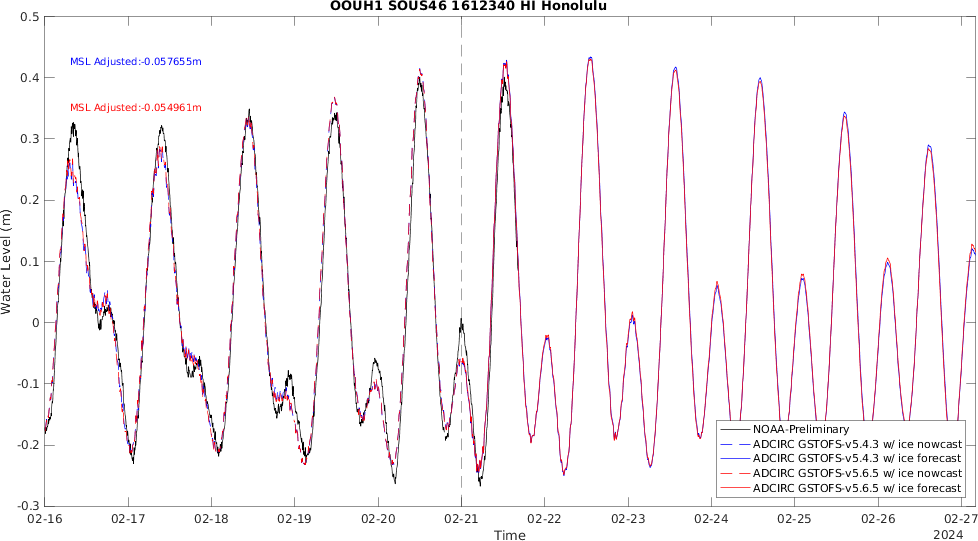 OOUH1 SOUS46 1612340 HI Honolulu
0.5
0.4
0.3
0.2
0.1
0
-0.1
-0.2
-0.3
Water Level (m)
MSL Adjusted:-0.057655m
MSL Adjusted:-0.054961m
NOAA-Preliminary
ADCIRC GSTOFS-v5.4.3 w/ ice nowcast
ADCIRC GSTOFS-v5.4.3 w/ ice forecast
ADCIRC GSTOFS-v5.6.5 w/ ice nowcast
ADCIRC GSTOFS-v5.6.5 w/ ice forecast
02-16 02-17 02-18 02-19 02-20 02-21 02-22 02-23 02-24 02-25 02-26 02-27
Time
2024